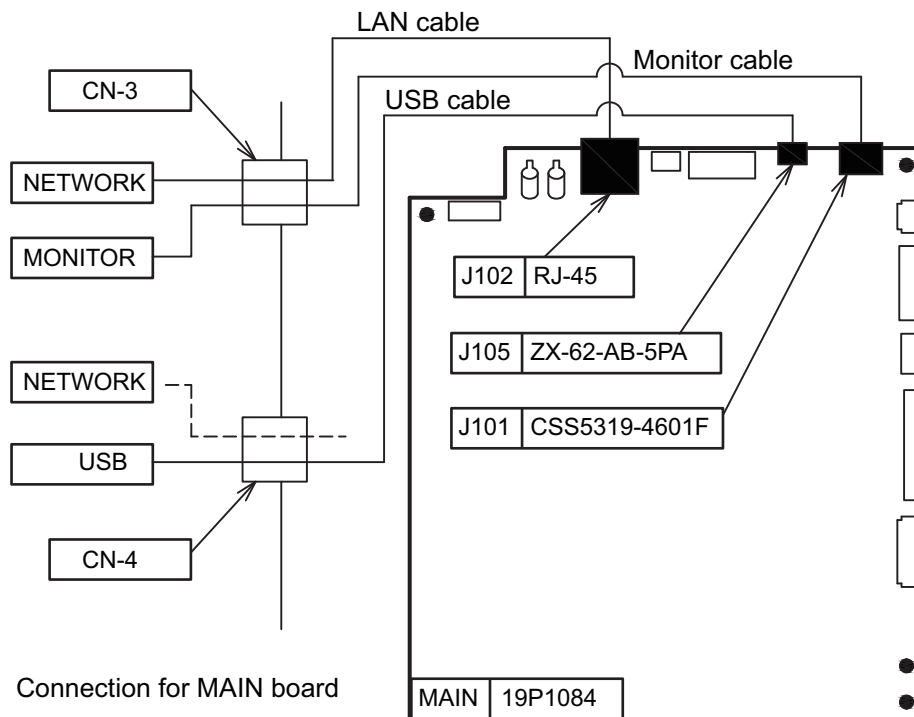 LAN cable
Monitor cable
CN-3
USB cable
NETWORK
MONITOR
J102 RJ-45
J105 ZX-62-AB-5PA
NETWORK
J101 CSS5319-4601F
USB
CN-4
Connection for MAIN board
MAIN 19P1084